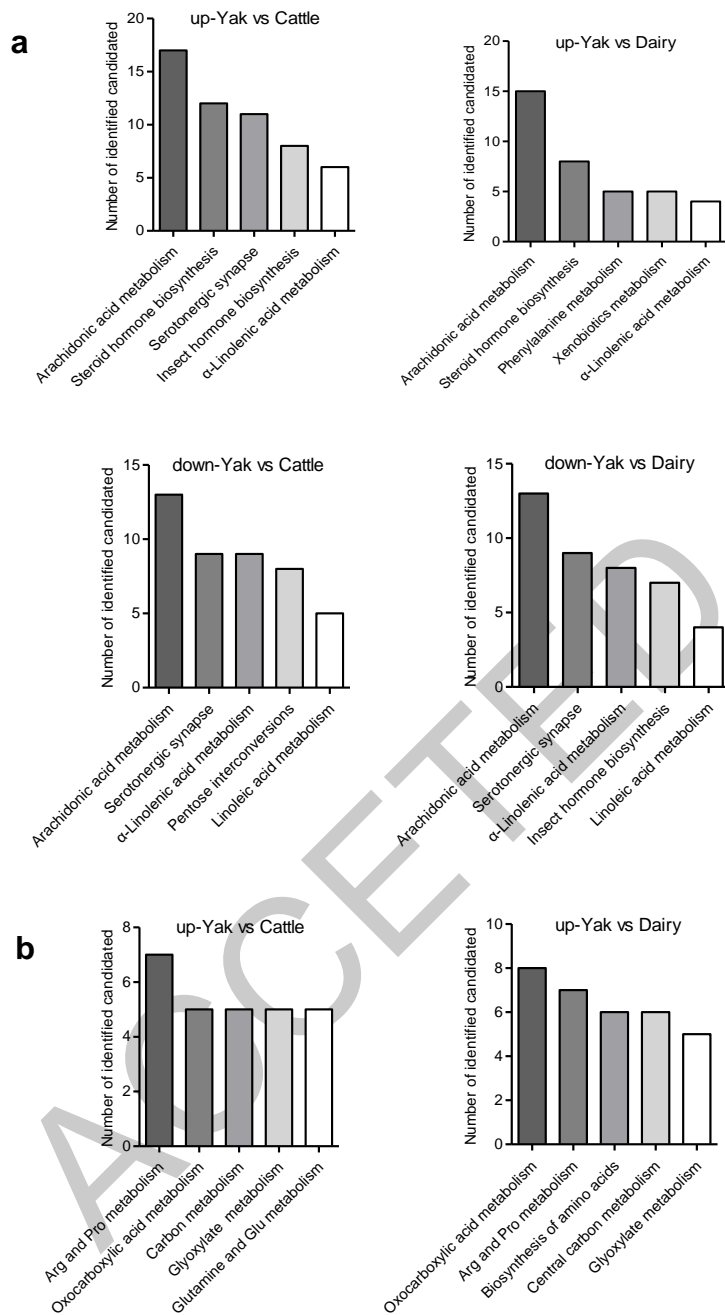 a
up-Yak vs Cattle
Number of identified candidated
20
15
10
5
0
Arachidonic acid metabolism
Steroid hormone biosynthesis
Serotonergic synapse
Insect hormone biosynthesis
α-Linolenic acid metabolism
up-Yak vs Dairy
Number of identified candidated
20
15
10
5
0
Arachidonic acid metabolism
Steroid hormone biosynthesis
Phenylalanine metabolism
Xenobiotics metabolism
α-Linolenic acid metabolism
down-Yak vs Cattle
Number of identified candidated
15
10
5
0
Arachidonic acid metabolism
Serotonergic synapse
α-Linolenic acid metabolism
Pentose interconversions
Linoleic acid metabolism
down-Yak vs Dairy
Number of identified candidated
15
10
5
0
Arachidonic acid metabolism
Serotonergic synapse
α-Linolenic acid metabolism
Insect hormone biosynthesis
Linoleic acid metabolism
b
up-Yak vs Cattle
Number of identified candidated
8
6
4
2
0
Arg and Pro metabolism
Oxocarboxylic acid metabolism
Carbon metabolism
Glyoxylate metabolism
Glutamine and Glu metabolism
up-Yak vs Dairy
Number of identified candidated
10
8
6
4
2
0
Oxocarboxylic acid metabolism
Arg and Pro metabolism
Biosynthesis of amino acids
Central carbon metabolism
Glyoxylate metabolism
ACCETED